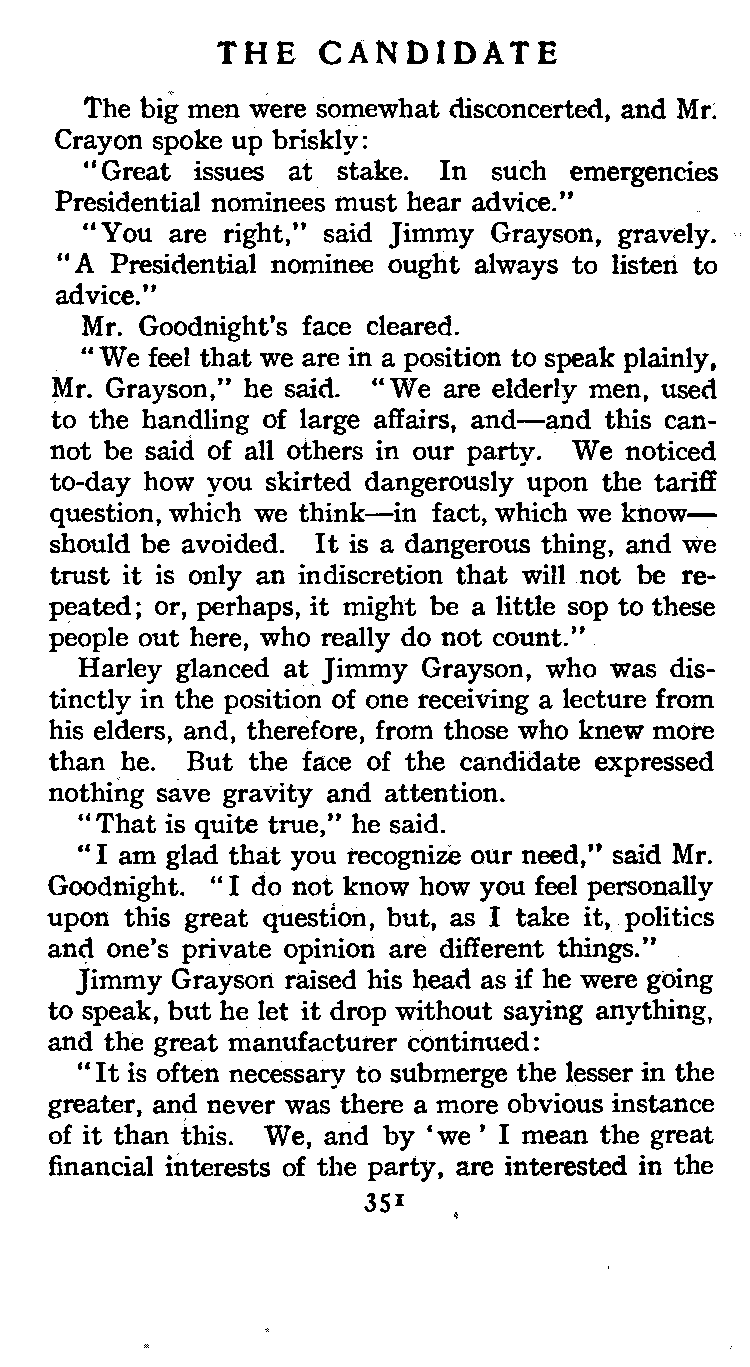 THE CANDIDATE
The big men were somewhat disconcerted, and Mr.
Crayon spoke up briskly:
"Great issues at stake. In such emergencies
Presidential nominees must hear advice."
"You are right," said Jimmy Grayson, gravely.
"A Presidential nominee ought always to listen to
advice."
Mr. Goodnight's face cleared.
"We feel that we are in a position to speak plainly,
Mr. Grayson," he said. "We are elderly men, used
to the handling of large affairs, and—and this can-
not be said of all others in our party. We noticed
to-day how you skirted dangerously upon the tariff
question, which we think—in fact, which we know—
should be avoided. It is a dangerous thing, and we
trust it is only an indiscretion that will not be re-
peated; or, perhaps, it might be a little sop to these
people out here, who really do not count."
Harley glanced at Jimmy Grayson, who was dis-
tinctly in the position of one receiving a lecture from
his elders, and, therefore, from those who knew more
than he. But the face of the candidate expressed
nothing save gravity and attention.
"That is quite true," he said.
"I am glad that you recognize our need," said Mr.
Goodnight. "I do not know how you feel personally
upon this great question, but, as I take it, politics
and one's private opinion are different things."
Jimmy Grayson raised his head as if he were going
to speak, but he let it drop without saying anything,
and the great manufacturer continued:
"It is often necessary to submerge the lesser in the
greater, and never was there a more obvious instance
of it than this. We, and by 'we' I mean the great
financial interests of the party, are interested in the
351